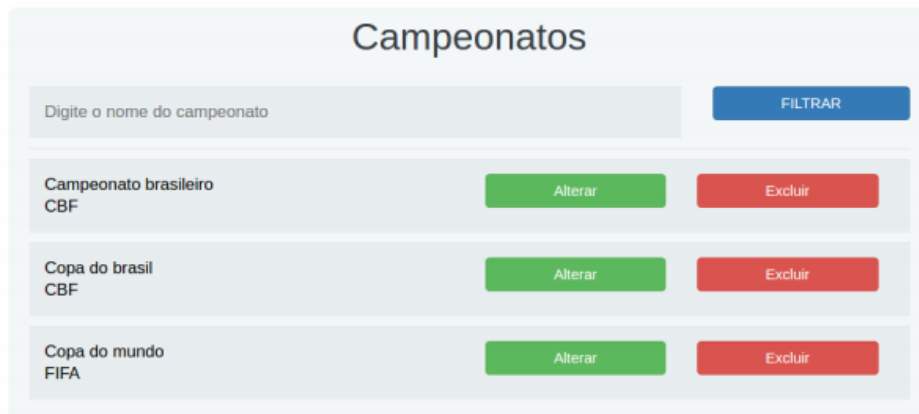 Campeonatos
Digite o nome do campeonato
FILTRAR
Campeonato brasileiro
CBF
Alterar
Excluir
Copa do brasil
CBF
Alterar
Excluir
Copa do mundo
FIFA
Alterar
Excluir